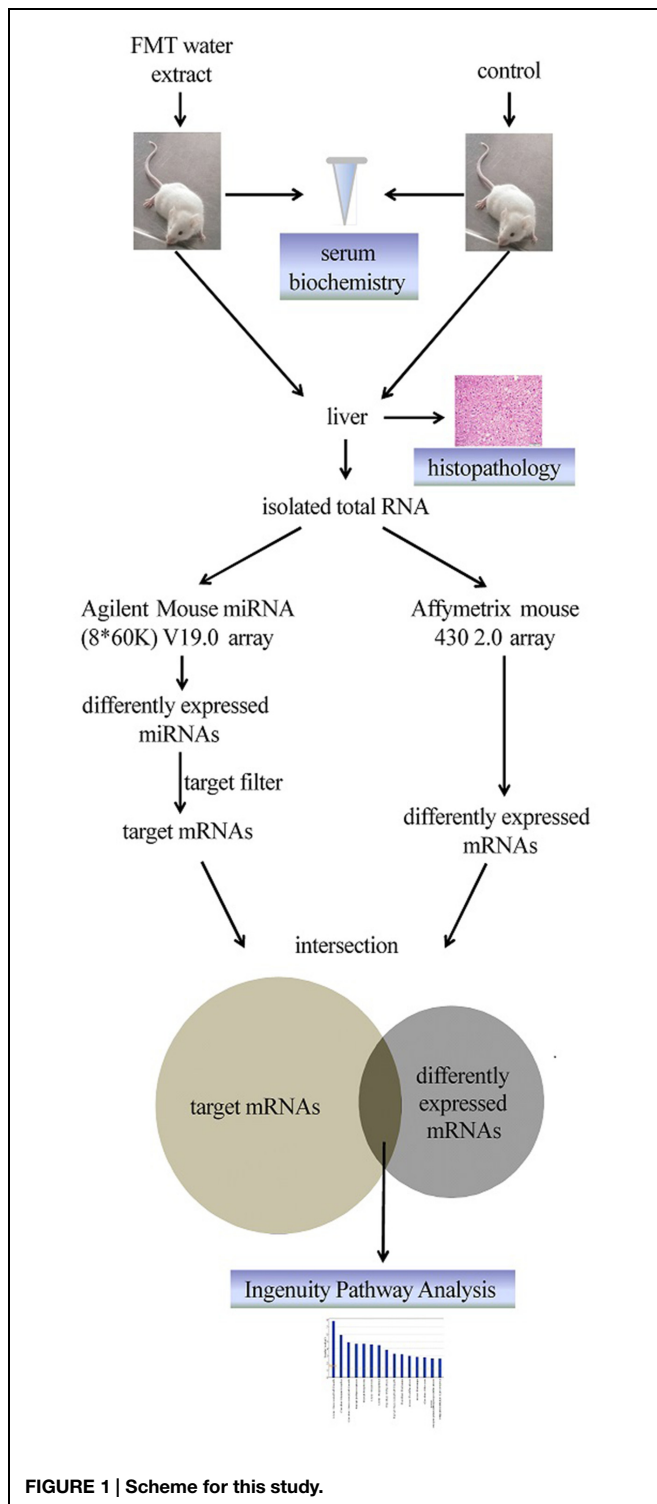 FMT water
extract
control
serum
biochemistry
liver
histopathology
isolated total RNA
Agilent Mouse miRNA
(8*60K) V19.0 array
Affymetrix mouse
430 2.0 array
differently expressed
miRNAs
target filter
target mRNAs
differently expressed
mRNAs
intersection
target mRNAs
differently
expressed
mRNAs
Ingenuity Pathway Analysis
FIGURE 1 | Scheme for this study.